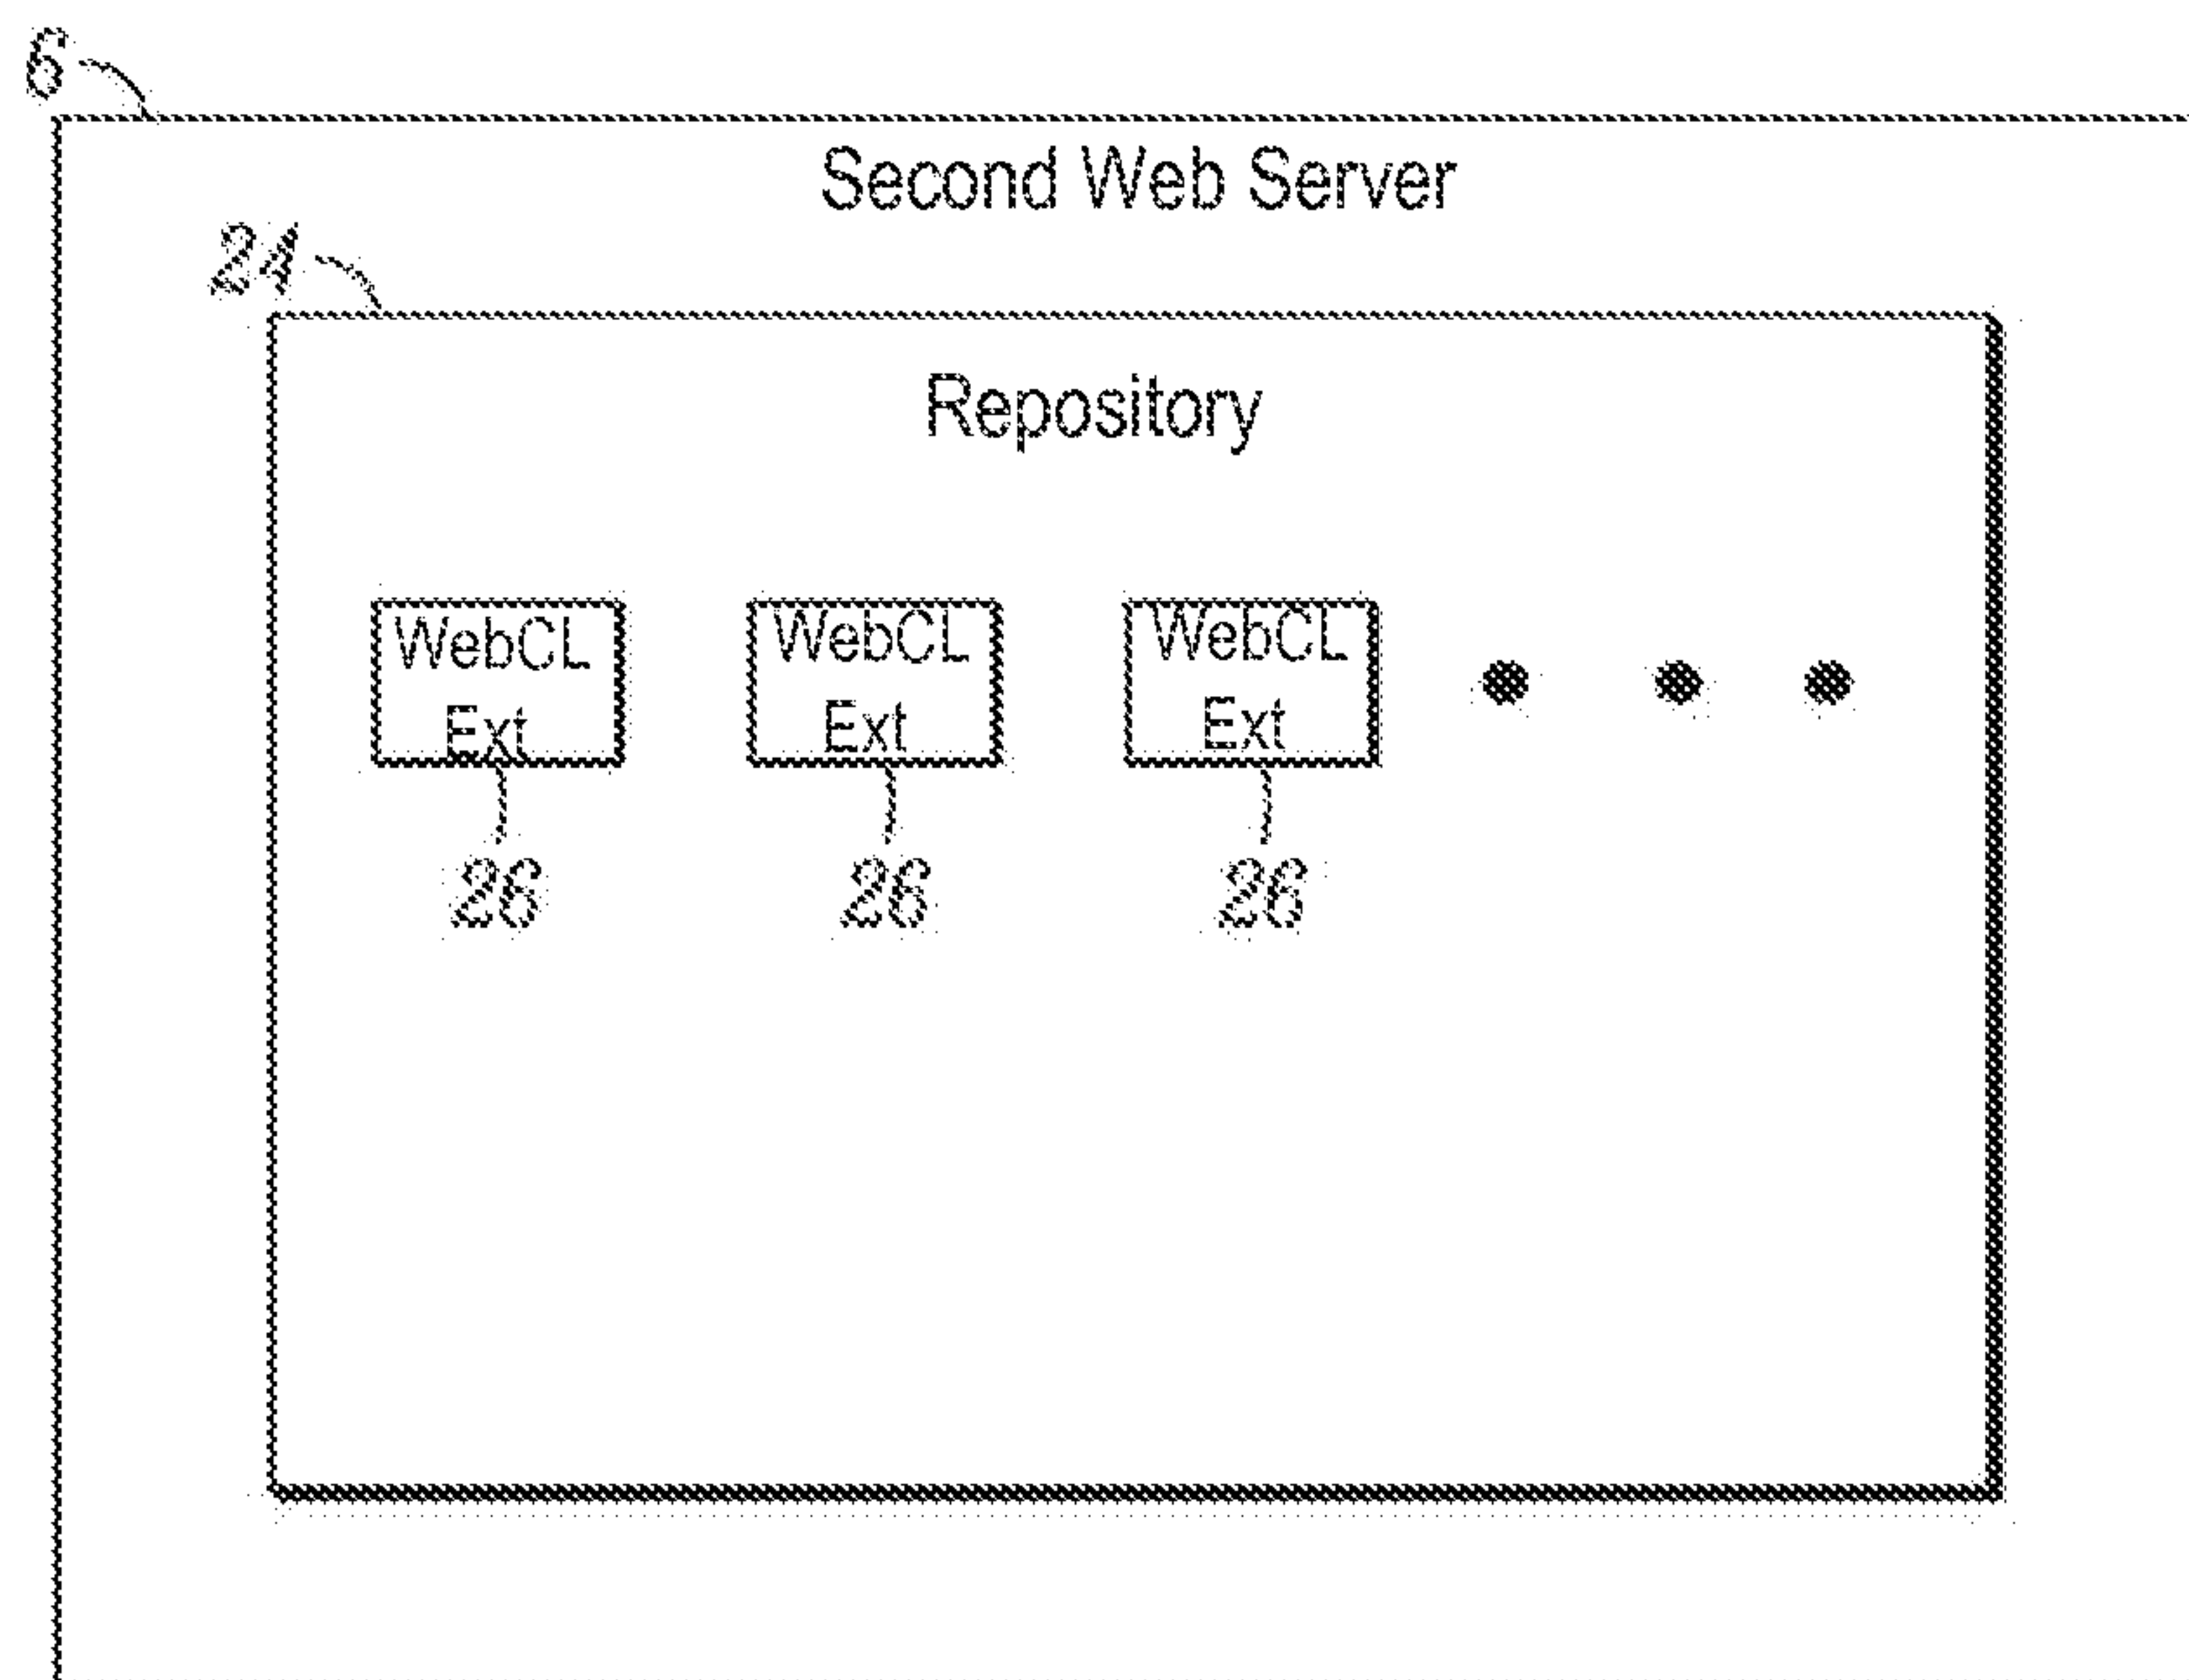 6
Second Web Server
24
Repository
WebCL WebCL WebCL
Ext Ext Ext
26 26 26